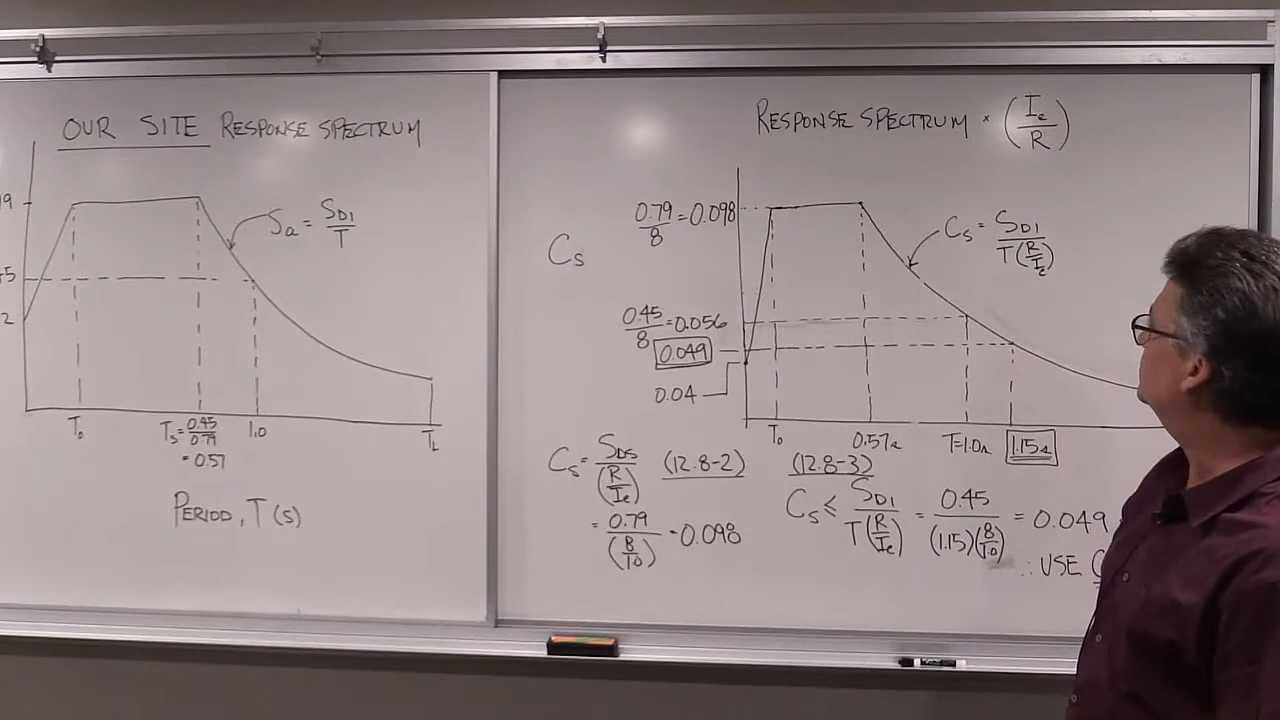 OUR SITE RESPONSE SPECTRUM
Sa = SD1/T
T0
Ts = 0.45/0.79
= 0.57
1.0
TL
PERIOD, T (s)
RESPONSE SPECTRUM × (Ie/R)
Cs
0.79/8 = 0.098
Cs = SD1/T(R/Ie)
0.45/8 = 0.056
0.049
0.04
T0
0.57s
T=1.0s
1.15s
Cs = SDS/(R/Ie) (12.8-2)
= 0.79/(8/1.0) = 0.098
(12.8-3)
Cs ≤ SD1/T(R/Ie) = 0.45/(1.15)(8/1.0) = 0.049
∴ USE